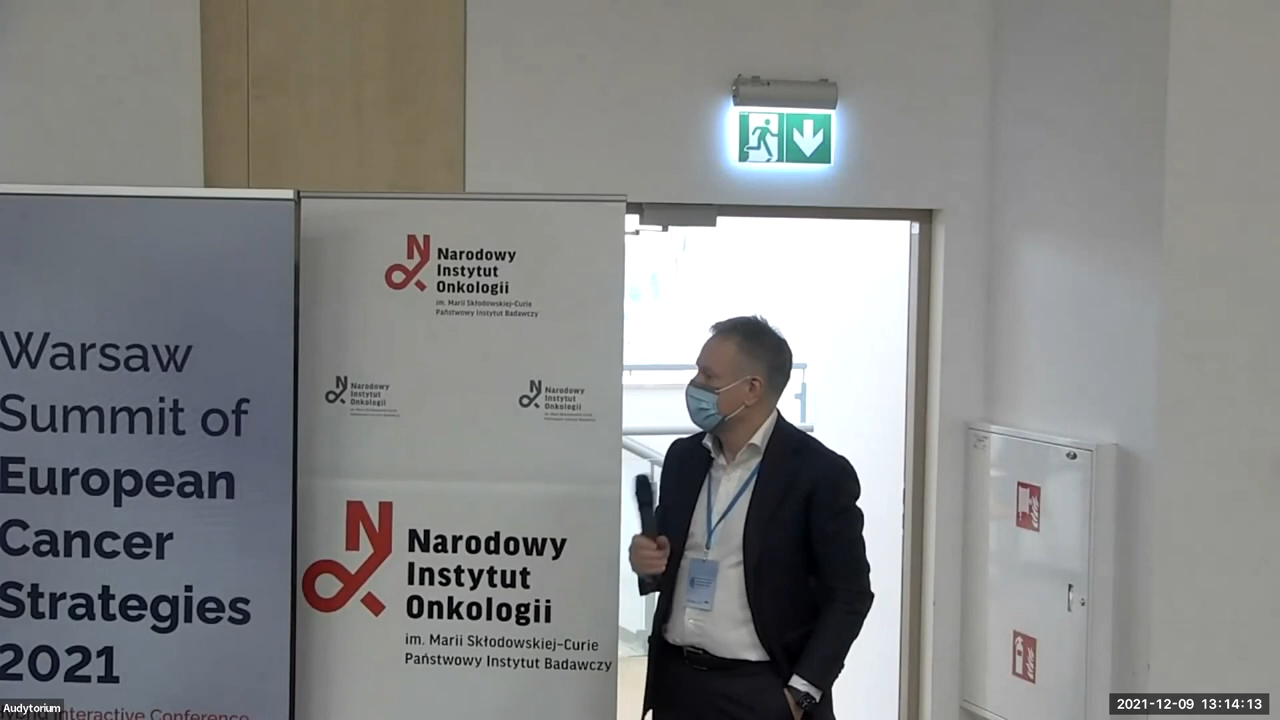 Warsaw
Summit of
European
Cancer
Strategies
2021
Interactive Conference
Narodowy
Instytut
Onkologii
im. Marii Skłodowskiej-Curie
Państwowy Instytut Badawczy
Narodowy
Instytut
Onkologii
Narodowy
Instytut
Onkologii
Narodowy
Instytut
Onkologii
im. Marii Skłodowskiej-Curie
Państwowy Instytut Badawczy
Audytorium
2021-12-09 13:14:13